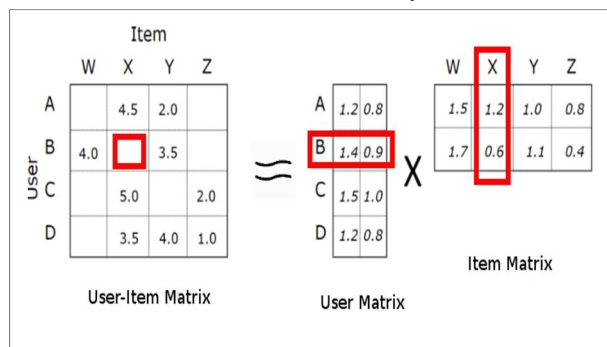 Item
W X Y Z W X Y Z
A 4.5 2.0 A 1.2 0.8 1.5 1.2 1.0 0.8
B 4.0 3.5 B 1.4 0.9 1.7 0.6 1.1 0.4
User
≈ X
C 5.0 2.0 C 1.5 1.0
D 3.5 4.0 1.0 D 1.2 0.8
Item Matrix
User-Item Matrix User Matrix